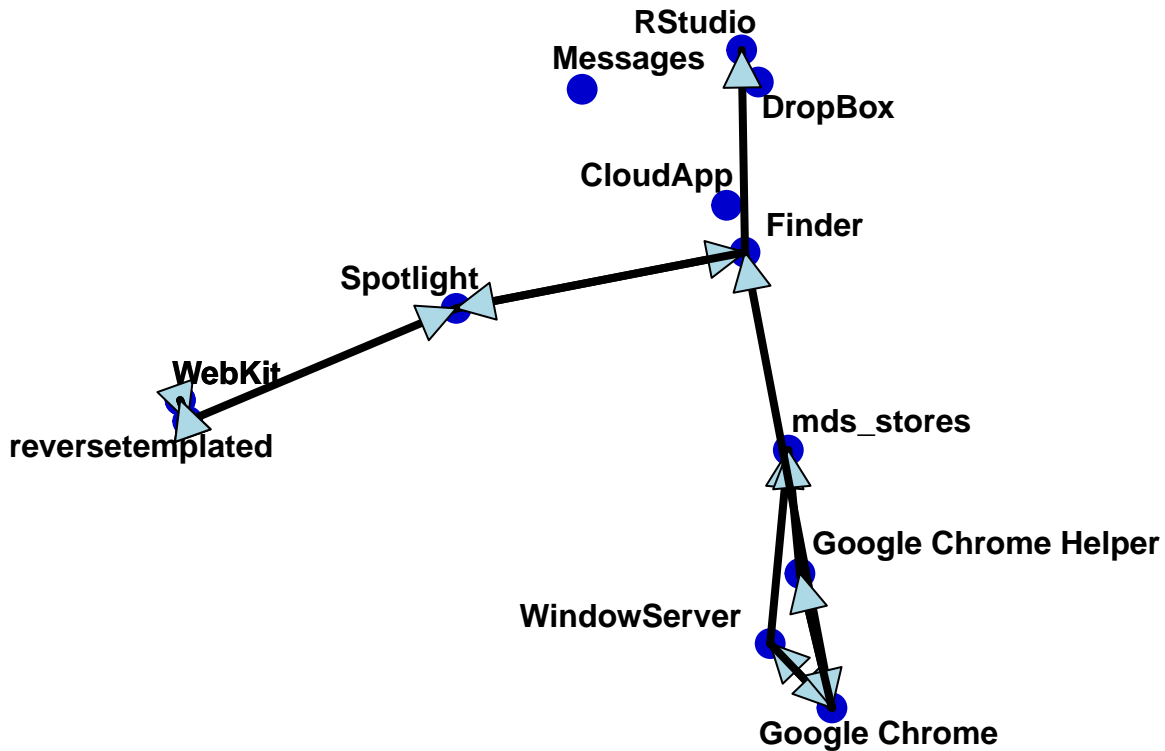 RStudio
Messages
DropBox
CloudApp
Finder
Spotlight
WebKit
reversetemplated
mds_stores
Google Chrome Helper
WindowServer
Google Chrome